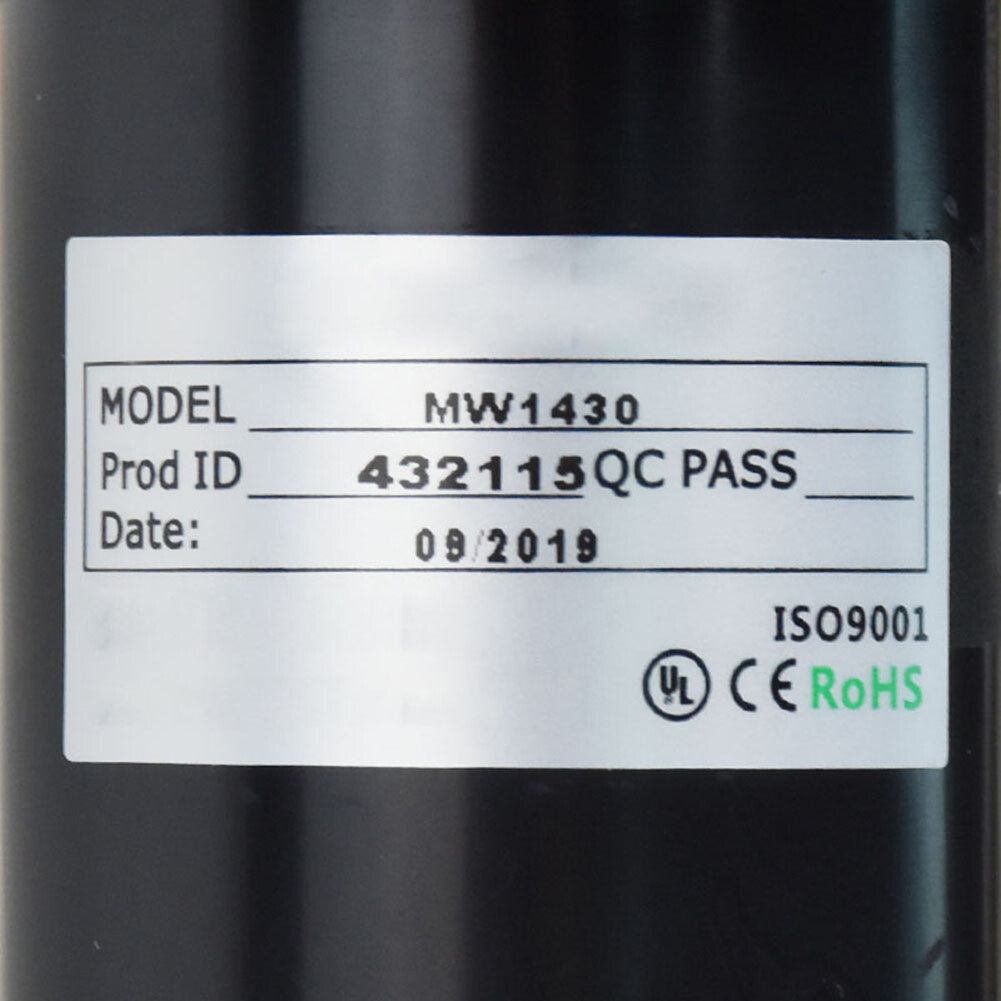 MODEL MW1430
Prod ID 432115 QC PASS
Date: 09/2019
ISO9001
UL CE RoHS